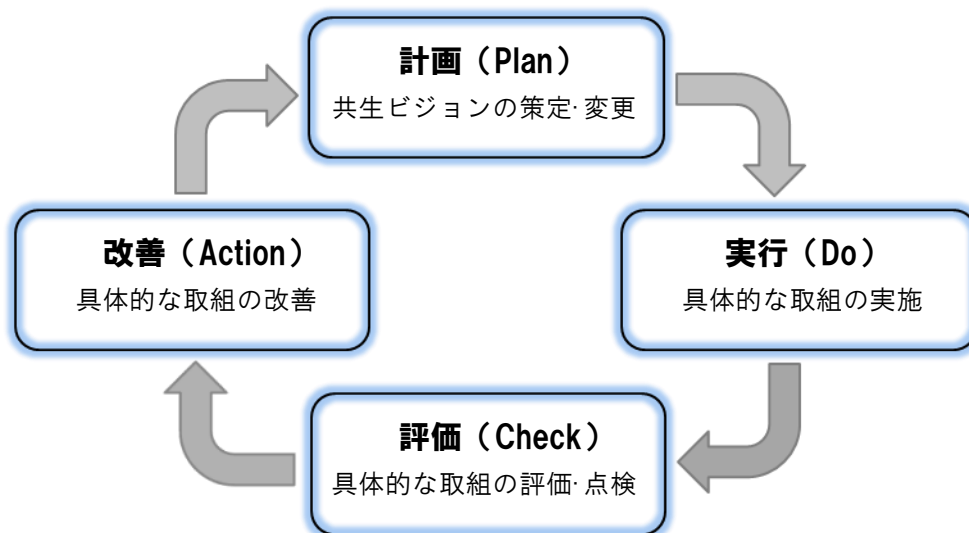 計画（Plan）
共生ビジョンの策定･変更
改善（Action）
具体的な取組の改善
実行（Do）
具体的な取組の実施
評価（Check）
具体的な取組の評価･点検